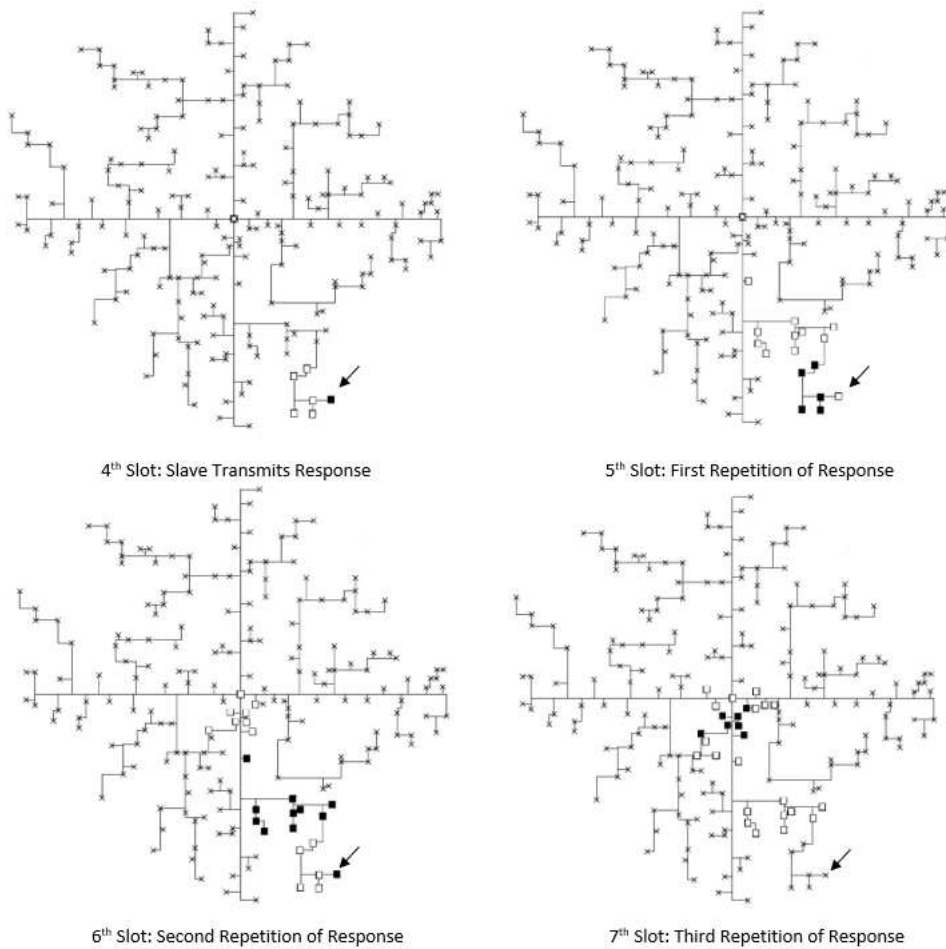 4th Slot: Slave Transmits Response
5th Slot: First Repetition of Response
6th Slot: Second Repetition of Response
7th Slot: Third Repetition of Response